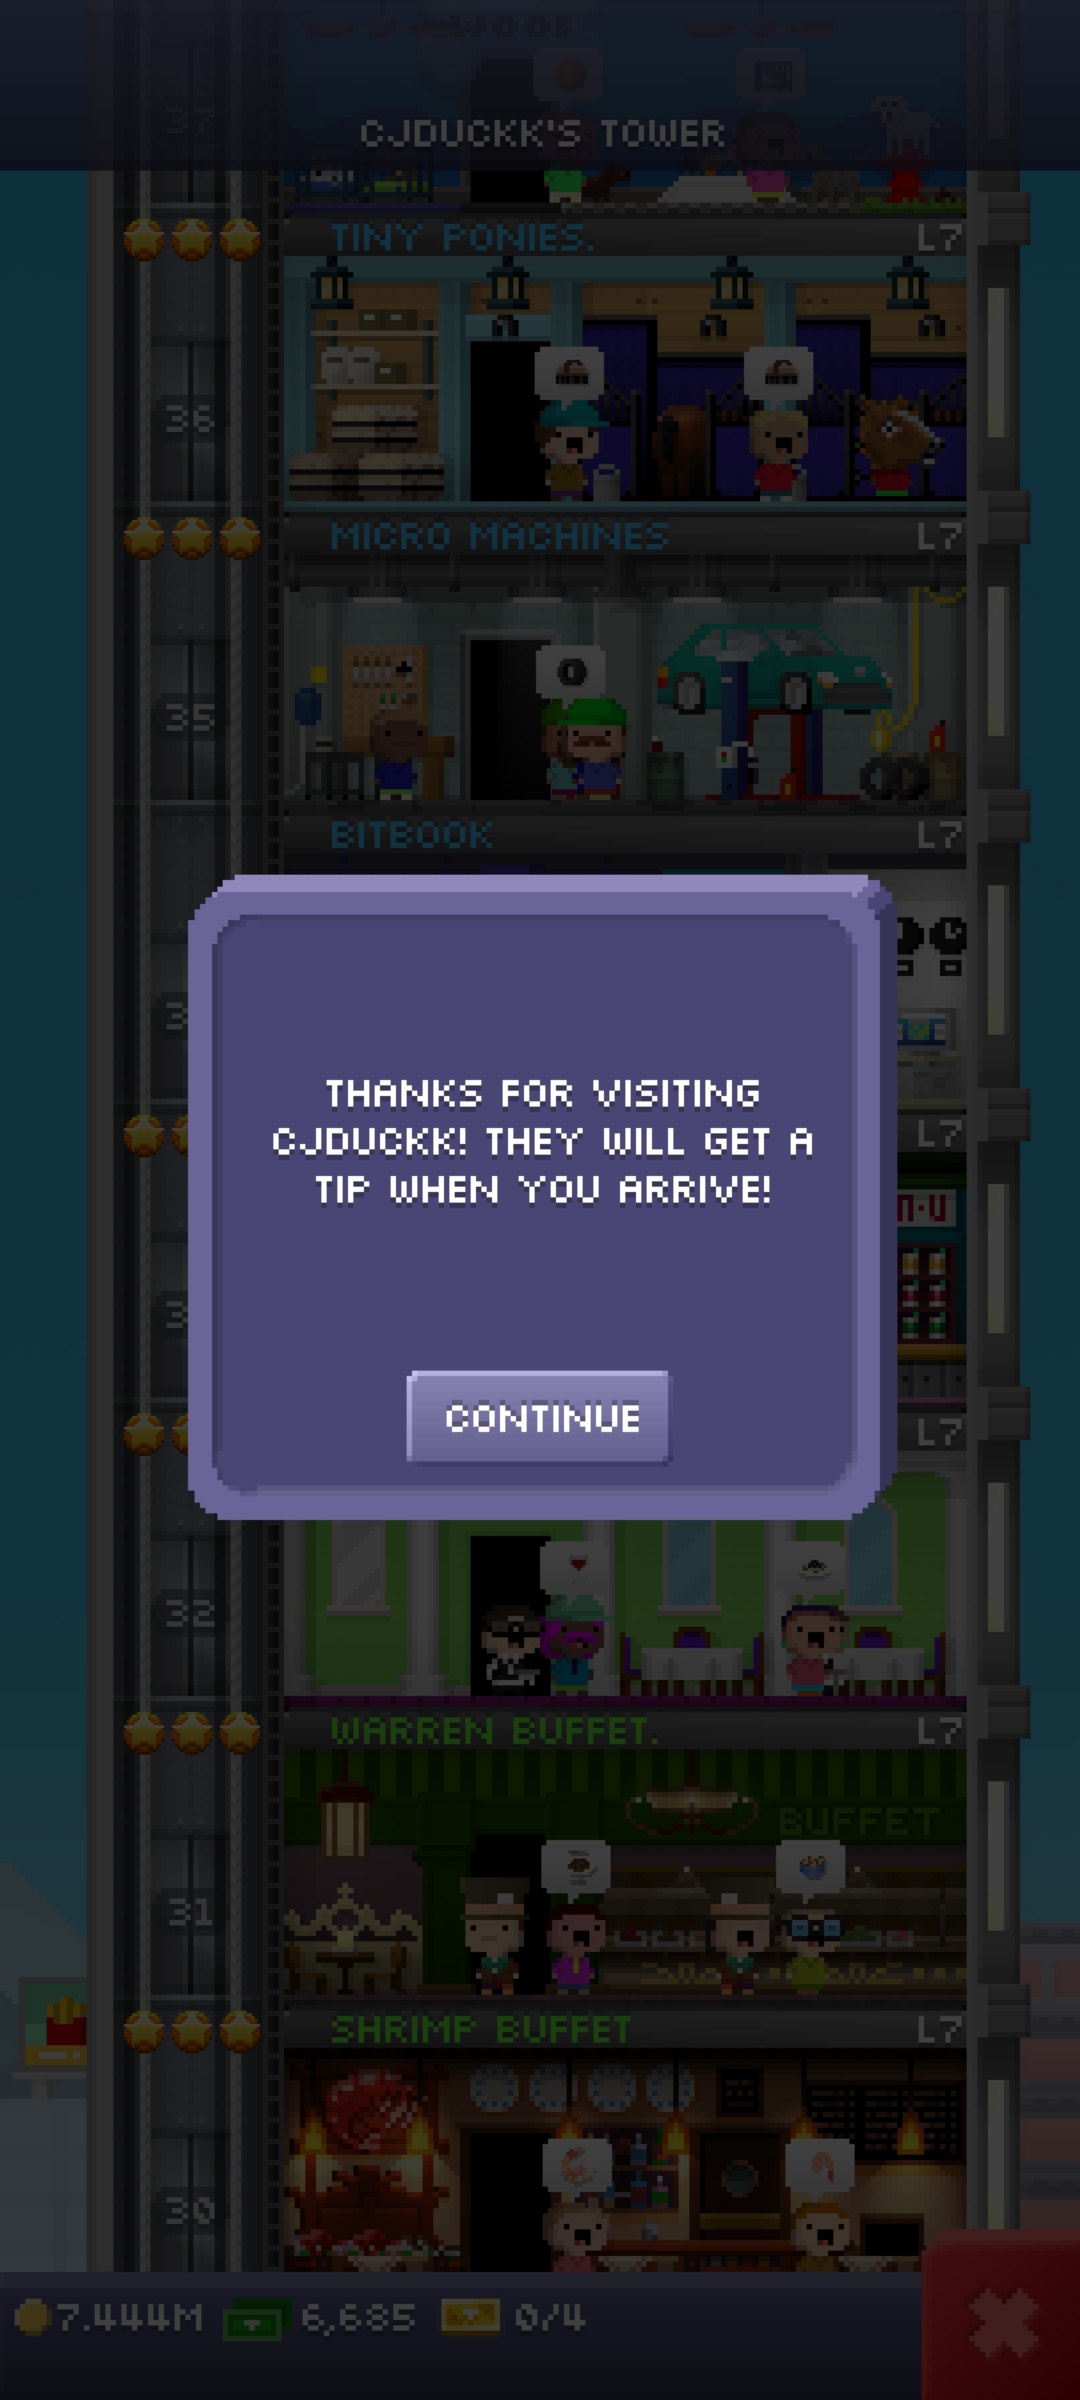 WOOF
37
CJDUCKK'S TOWER
TINY PONIES.
L7
36
MICRO MACHINES
L7
35
BITBOOK
L7
L7
L7
THANKS FOR VISITING
CJDUCKK! THEY WILL GET A
TIP WHEN YOU ARRIVE!
CONTINUE
32
WARREN BUFFET.
L7
BUFFET
31
SHRIMP BUFFET
L7
30
7.444M
6,685
0/4